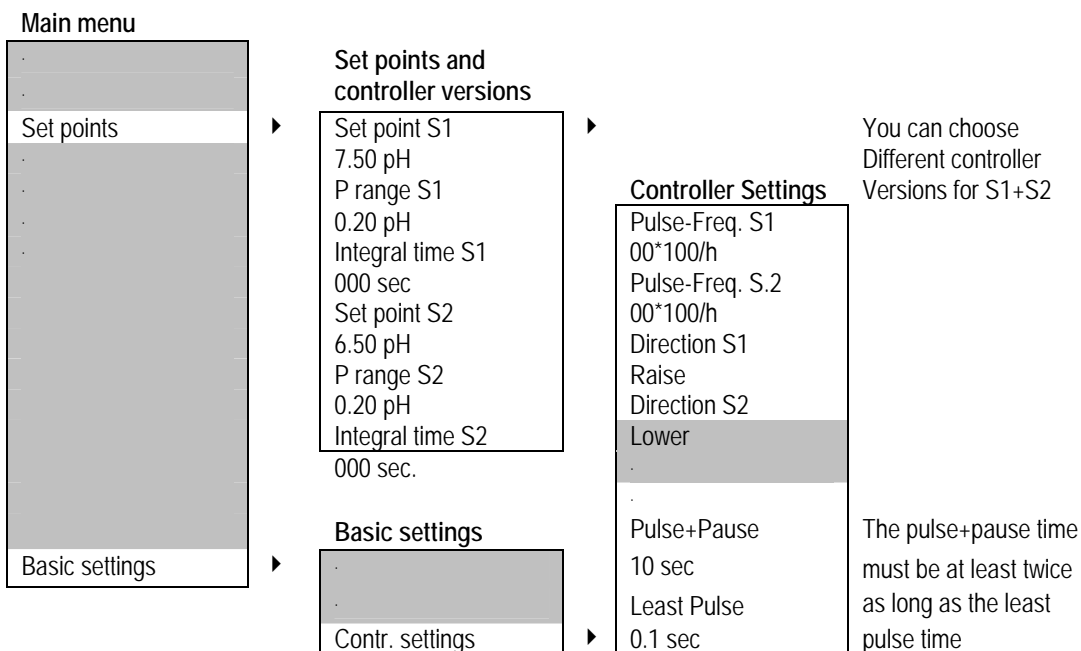 Main menu
.
.
Set points
.
.
.
.
Basic settings
Set points and
controller versions
Set point S1
7.50 pH
P range S1
0.20 pH
Integral time S1
000 sec
Set point S2
6.50 pH
P range S2
0.20 pH
Integral time S2
000 sec.
Basic settings
.
.
Contr. settings
Controller Settings
Pulse-Freq. S1
00*100/h
Pulse-Freq. S.2
00*100/h
Direction S1
Raise
Direction S2
Lower
.
.
Pulse+Pause
10 sec
Least Pulse
0.1 sec
You can choose
Different controller
Versions for S1+S2
The pulse+pause time
must be at least twice
as long as the least
pulse time